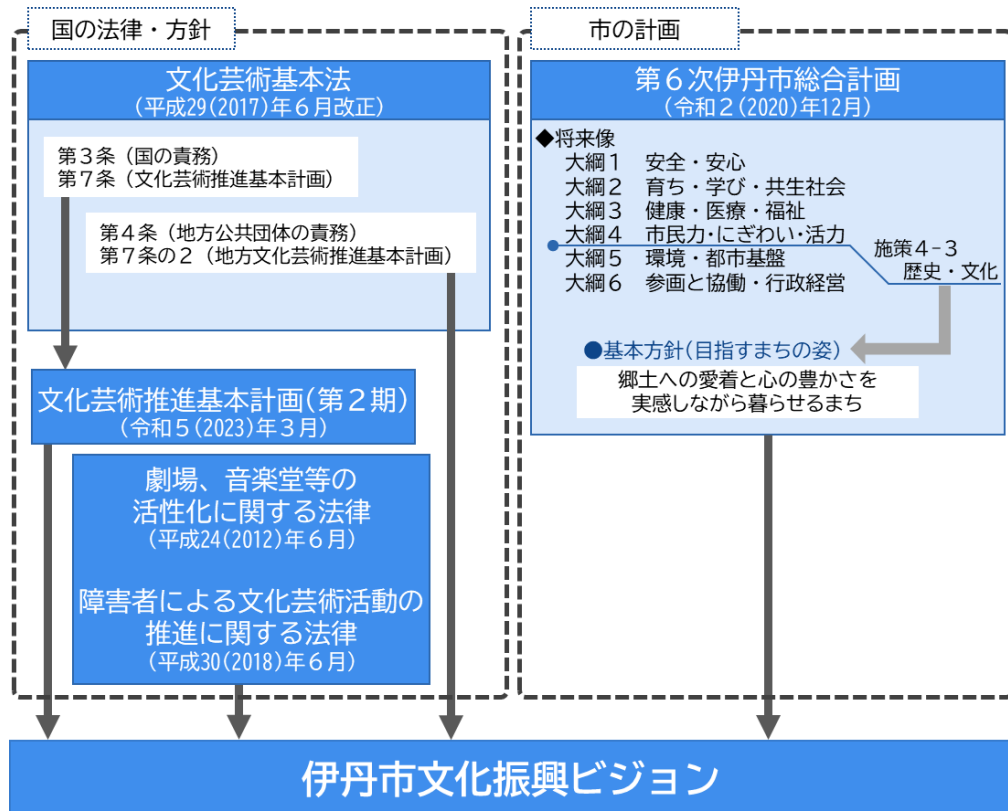 国の法律・方針
文化芸術基本法
(平成29(2017)年６月改正)
第３条（国の責務）
第７条（文化芸術推進基本計画）
第４条（地方公共団体の責務）
第７条の２（地方文化芸術推進基本計画）
文化芸術推進基本計画(第２期)
(令和５(2023)年３月)
劇場、音楽堂等の
活性化に関する法律
(平成24(2012)年６月)
障害者による文化芸術活動の
推進に関する法律
(平成30(2018)年６月)
市の計画
第６次伊丹市総合計画
(令和２(2020)年12月)
◆将来像
大綱１　安全・安心
大綱２　育ち・学び・共生社会
大綱３　健康・医療・福祉
大綱４　市民力・にぎわい・活力
大綱５　環境・都市基盤
大綱６　参画と協働・行政経営
施策４-３
歴史・文化
●基本方針(目指すまちの姿)
郷土への愛着と心の豊かさを
実感しながら暮らせるまち
伊丹市文化振興ビジョン